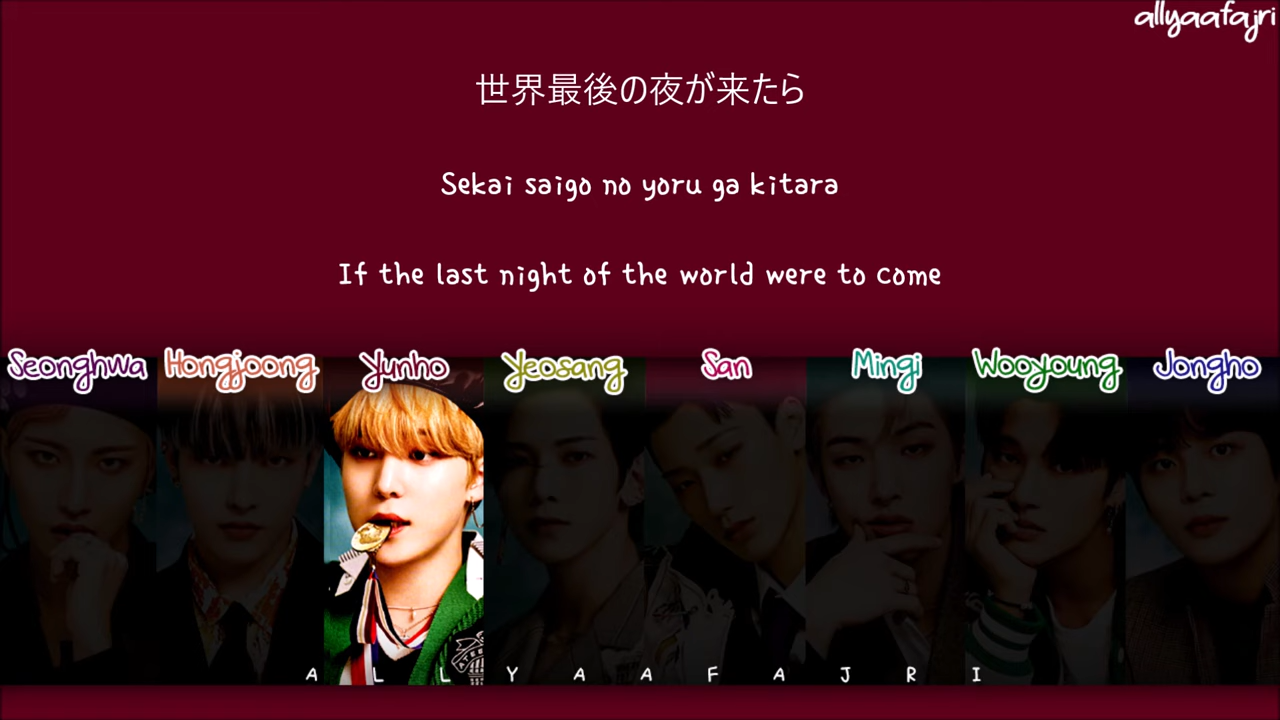 allyaafajri
世界最後の夜が来たら
Sekai saigo no yoru ga kitara
If the last night of the world were to come
Seonghwa Hongjoong Yunho Yeosang San Mingi Wooyoung Jongho
A L L Y A A F A J R I